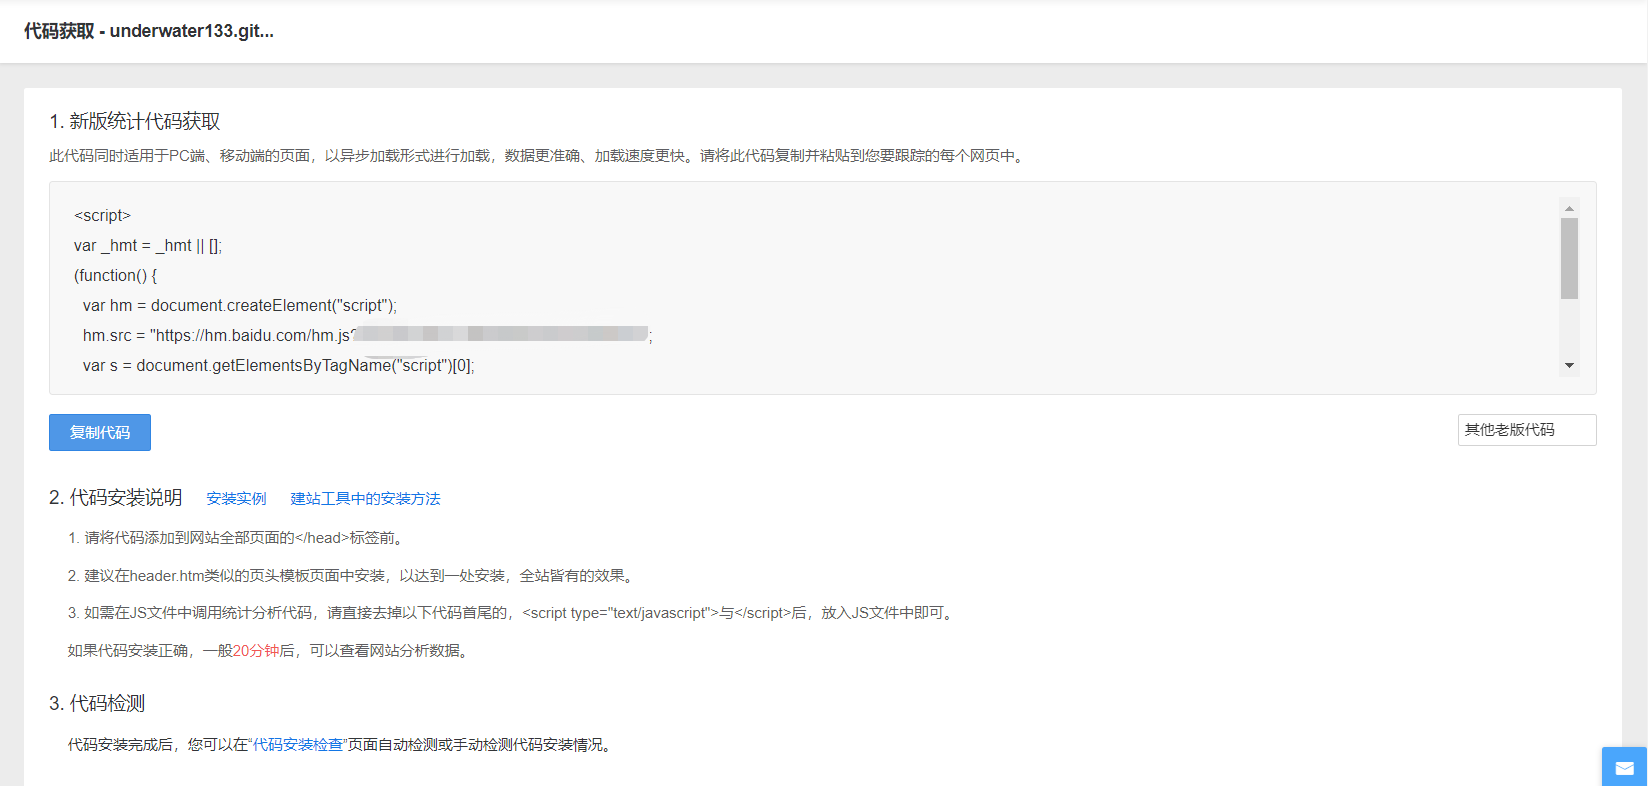 代码获取 - underwater133.git...
1. 新版统计代码获取
此代码同时适用于PC端、移动端的页面，以异步加载形式进行加载，数据更准确、加载速度更快。请将此代码复制并粘贴到您要跟踪的每个网页中。
<script>
var _hmt = _hmt || [];
(function() {
var hm = document.createElement("script");
hm.src = "https://hm.baidu.com/hm.js?;
var s = document.getElementsByTagName("script")[0];
复制代码
其他老版代码
2. 代码安装说明 安装实例 建站工具中的安装方法
1. 请将代码添加到网站全部页面的</head>标签前。
2. 建议在header.htm类似的页头模板页面中安装，以达到一处安装，全站皆有的效果。
3. 如需在JS文件中调用统计分析代码，请直接去掉以下代码首尾的，<script type="text/javascript">与</script>后，放入JS文件中即可。
如果代码安装正确，一般20分钟后，可以查看网站分析数据。
3. 代码检测
代码安装完成后，您可以在“代码安装检查”页面自动检测或手动检测代码安装情况。